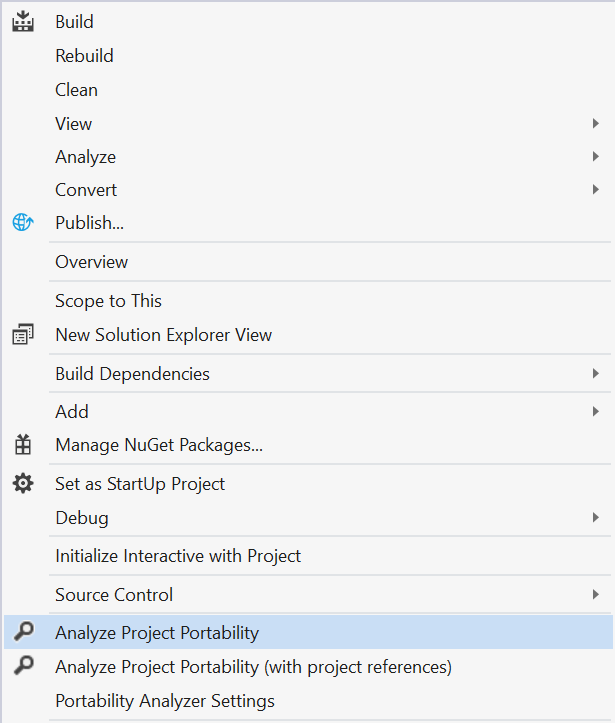 Build
Rebuild
Clean
View
Analyze
Convert
Publish...
Overview
Scope to This
New Solution Explorer View
Build Dependencies
Add
Manage NuGet Packages...
Set as StartUp Project
Debug
Initialize Interactive with Project
Source Control
Analyze Project Portability
Analyze Project Portability (with project references)
Portability Analyzer Settings